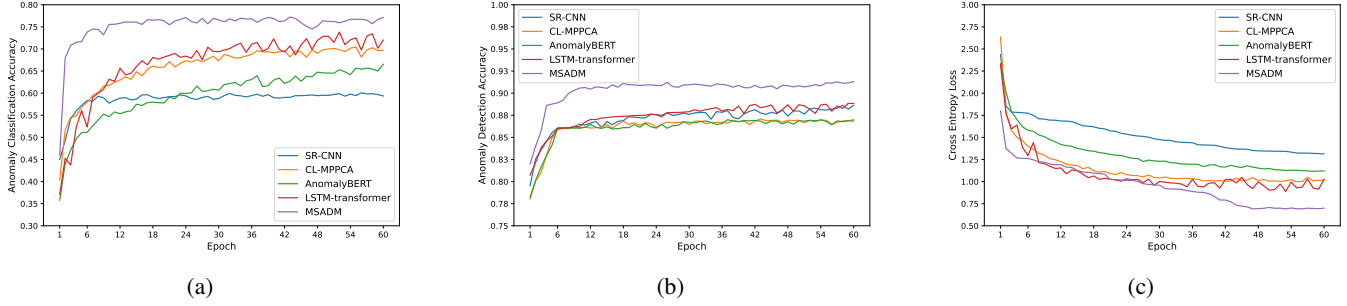 0.80
0.75
0.70
0.65
0.60
0.55
0.50
0.45
0.40
0.35
0.30
Anomaly Classification Accuracy
SR-CNN
CL-MPPCA
AnomalyBERT
LSTM-transformer
MSADM
1 6 12 18 24 30 36 42 48 54 60
Epoch
(a)
1.00
0.97
0.95
0.93
0.90
0.88
0.85
0.83
0.80
0.78
0.75
Anomaly Detection Accuracy
SR-CNN
CL-MPPCA
AnomalyBERT
LSTM-transformer
MSADM
1 6 12 18 24 30 36 42 48 54 60
Epoch
(b)
3.00
2.75
2.50
2.25
2.00
1.75
1.50
1.25
1.00
0.75
0.50
Cross Entropy Loss
SR-CNN
CL-MPPCA
AnomalyBERT
LSTM-transformer
MSADM
1 6 12 18 24 30 36 42 48 54 60
Epoch
(c)